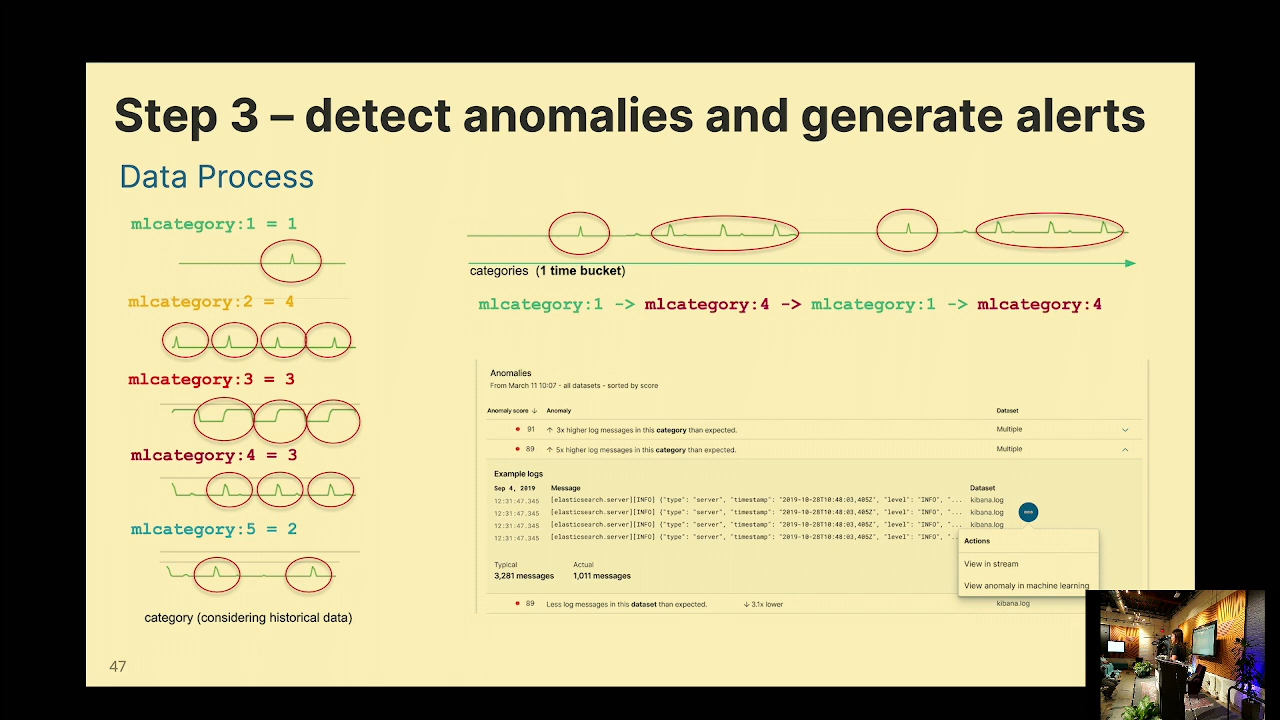 Step 3 – detect anomalies and generate alerts
Data Process
mlcategory:1 = 1
mlcategory:2 = 4
mlcategory:3 = 3
mlcategory:4 = 3
mlcategory:5 = 2
category (considering historical data)
categories (1 time bucket)
mlcategory:1 -> mlcategory:4 -> mlcategory:1 -> mlcategory:4
Anomalies
From March 11 10:07 - all datasets - sorted by score
Anomaly score ↓ Anomaly Dataset
91 ↑ 3x higher log messages in this category than expected. Multiple
89 ↑ 5x higher log messages in this category than expected. Multiple
Example logs
Sep 4, 2019 Message Dataset
12:31:47.345 [elasticsearch.server][INFO] {"type": "server", "timestamp": "2019-10-28T10:48:03,405Z", "level": "INFO", "... kibana.log
12:31:47.345 [elasticsearch.server][INFO] {"type": "server", "timestamp": "2019-10-28T10:48:03,405Z", "level": "INFO", "... kibana.log
12:31:47.345 [elasticsearch.server][INFO] {"type": "server", "timestamp": "2019-10-28T10:48:03,405Z", "level": "INFO", "... kibana.log
12:31:47.345 [elasticsearch.server][INFO] {"type": "server", "timestamp": "2019-10-28T10:48:03,405Z", "level": "INFO", "..
Actions
View in stream
View anomaly in machine learning
Typical Actual
3,281 messages 1,011 messages
89 Less log messages in this dataset than expected. ↓ 3.1x lower kibana.log
47